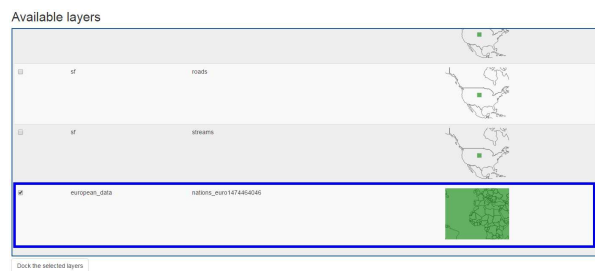 Available layers
sf roads
sf streams
european_data nations_euro1474464046
Dock the selected layers